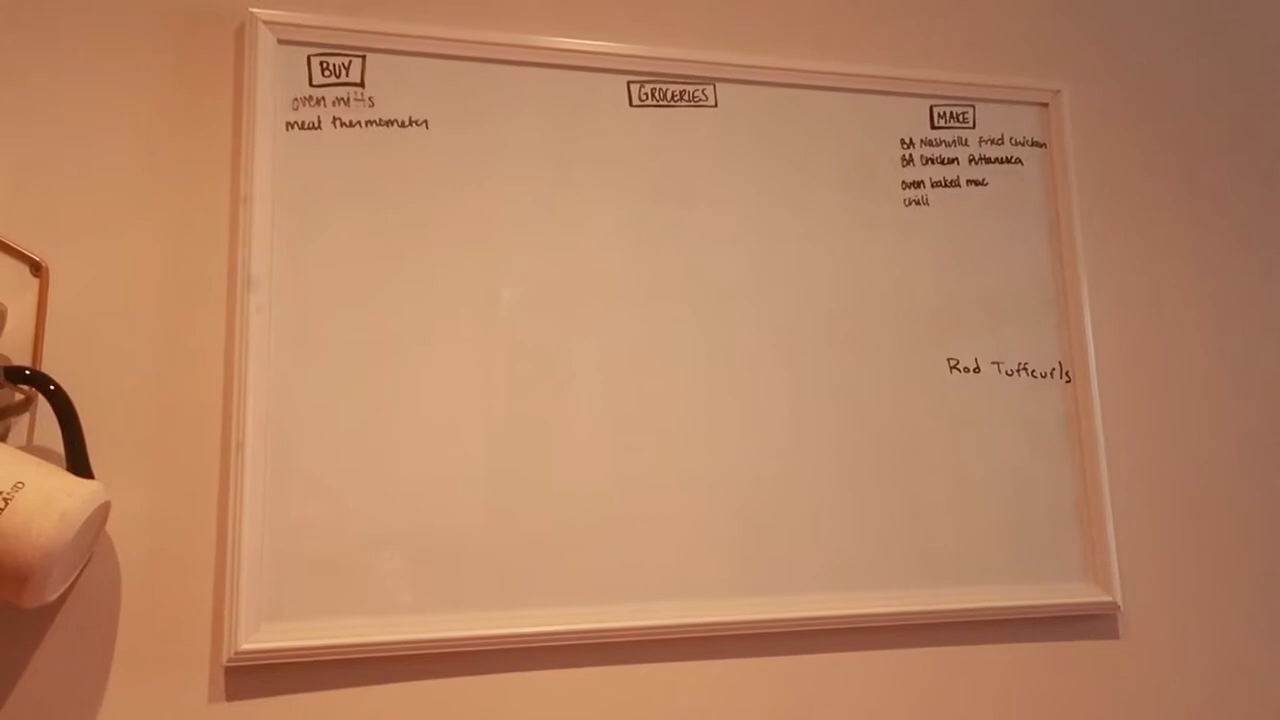 BUY
oven mitts
meat thermometer
GROCERIES
MAKE
BA Nashville Fried Chicken
BA Chicken Puttanesca
oven baked mac
chili
Rod Tuffcurls
LAND